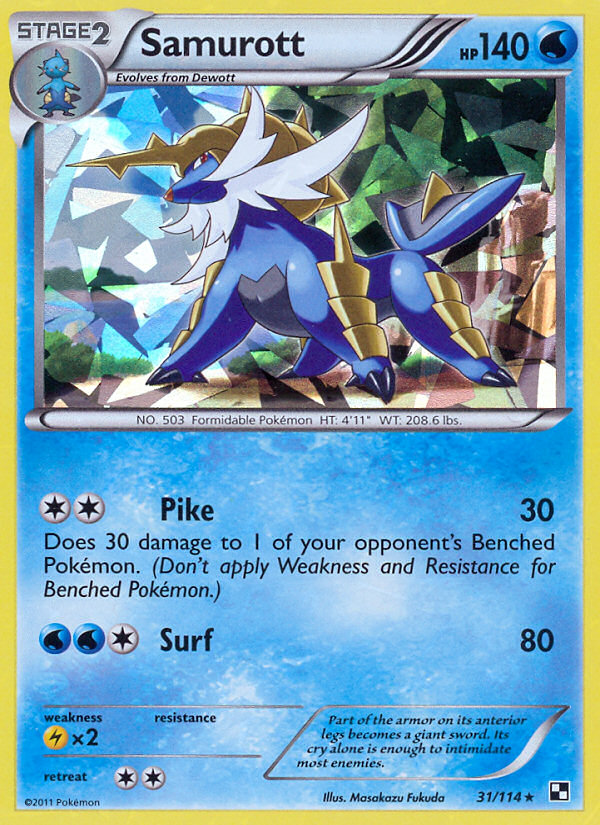 STAGE2
Samurott
HP140
Evolves from Dewott
NO. 503 Formidable Pokémon HT: 4'11" WT: 208.6 lbs.
Pike 30
Does 30 damage to 1 of your opponent's Benched
Pokémon. (Don't apply Weakness and Resistance for
Benched Pokémon.)
Surf 80
weakness
×2
resistance
retreat
Part of the armor on its anterior
legs becomes a giant sword. Its
cry alone is enough to intimidate
most enemies.
©2011 Pokémon
Illus. Masakazu Fukuda
31/114★